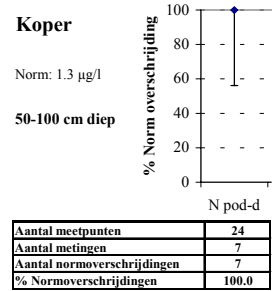 Koper
Norm: 1.3 µg/l
50-100 cm diep
% Norm overschrijding
100
80
60
40
20
0
N pod-d
Aantal meetpunten 24
Aantal metingen 7
Aantal normoverschrijdingen 7
% Normoverschrijdingen 100.0